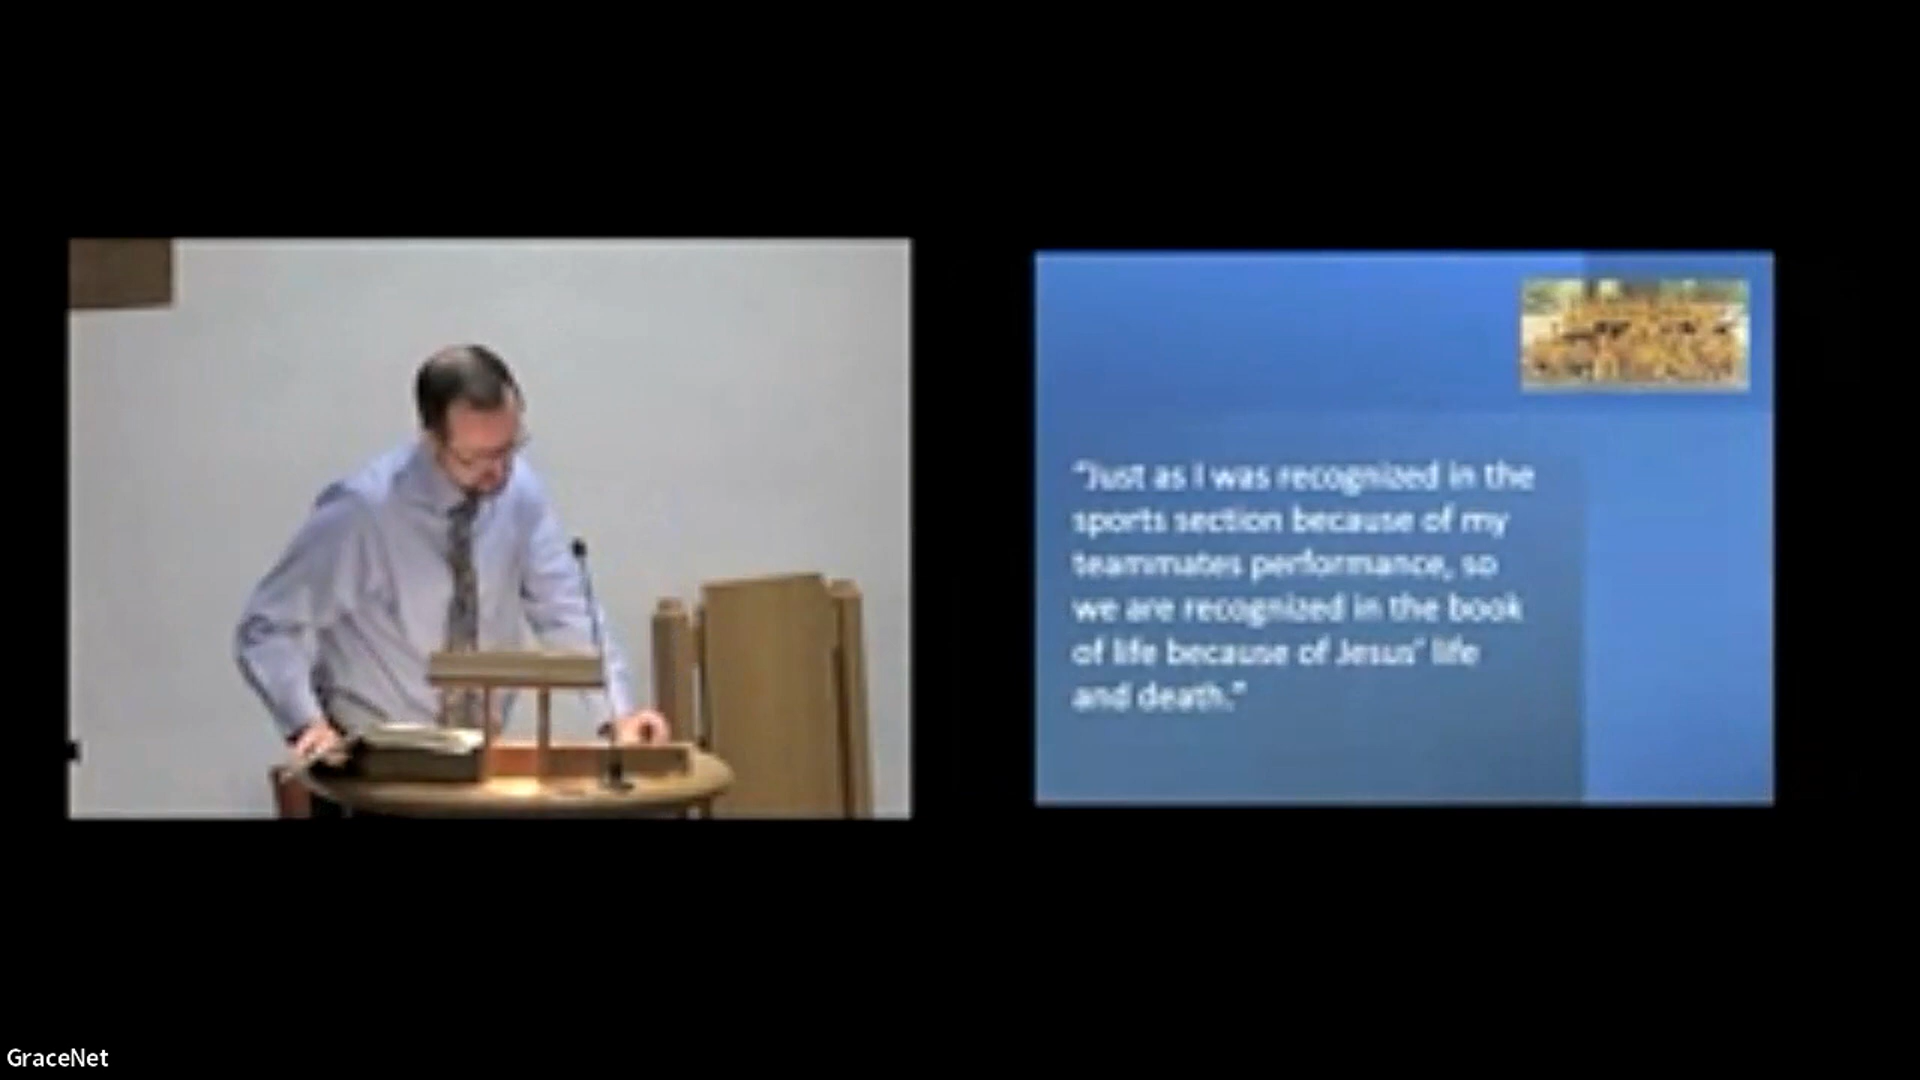 "Just as I was recognized in the
sports section because of my
teammates performance, so
we are recognized in the book
of life because of Jesus' life
and death."
GraceNet